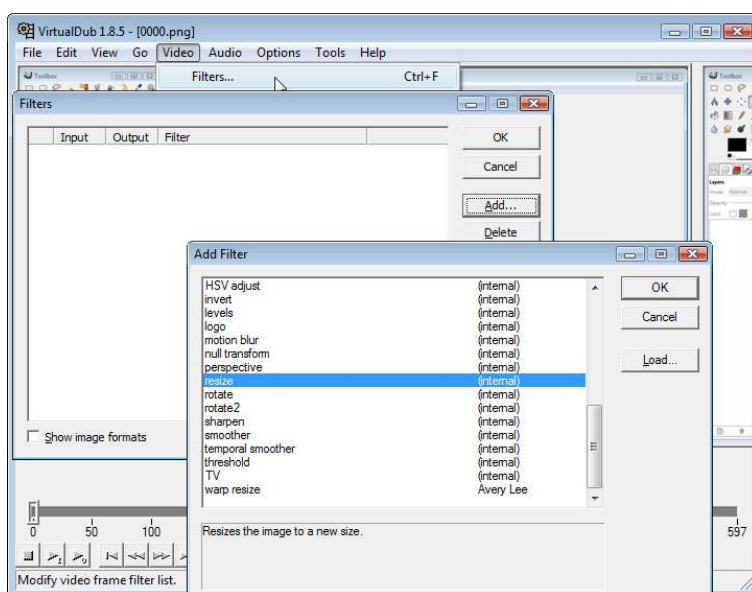 VirtualDub 1.8.5 - [0000.png]
File Edit View Go Video Audio Options Tools Help
Filters... Ctrl+F
Toolbox
Toolbox
Filters
Input Output Filter
OK
Cancel
Add...
Delete
Show image formats
Layers
Add Filter
HSV adjust (internal)
invert (internal)
levels (internal)
logo (internal)
motion blur (internal)
null transform (internal)
perspective (internal)
resize (internal)
rotate (internal)
rotate2 (internal)
sharpen (internal)
smoother (internal)
temporal smoother (internal)
threshold (internal)
TV (internal)
warp resize Avery Lee
OK
Cancel
Load...
Resizes the image to a new size.
0 50 100 597
Modify video frame filter list.